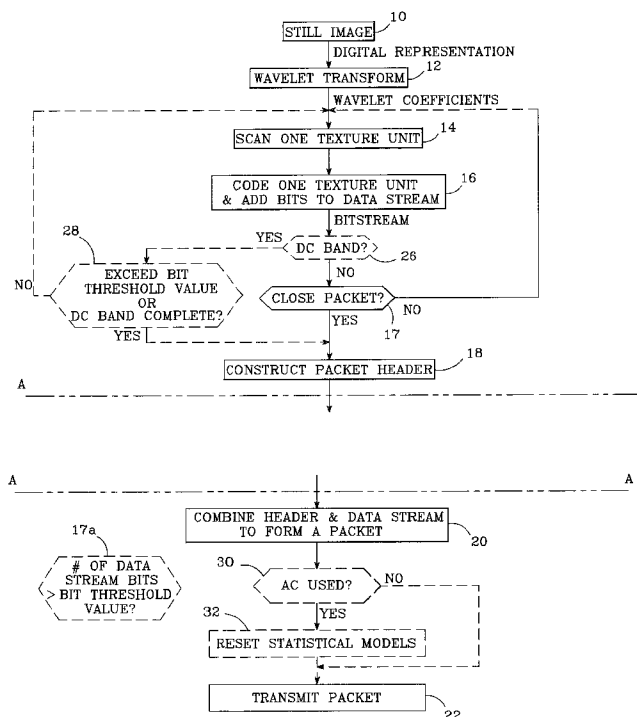 10
STILL IMAGE
DIGITAL REPRESENTATION
12
WAVELET TRANSFORM
WAVELET COEFFICIENTS
14
SCAN ONE TEXTURE UNIT
16
CODE ONE TEXTURE UNIT
& ADD BITS TO DATA STREAM
BITSTREAM
YES
DC BAND?
26
28
NO
EXCEED BIT
THRESHOLD VALUE
OR
DC BAND COMPLETE?
NO
CLOSE PACKET?
NO
17
YES
YES
18
CONSTRUCT PACKET HEADER
A
A
A
COMBINE HEADER & DATA STREAM
TO FORM A PACKET
20
17a
# OF DATA
STREAM BITS
> BIT THRESHOLD
VALUE?
30
AC USED?
NO
YES
32
RESET STATISTICAL MODELS
TRANSMIT PACKET
22